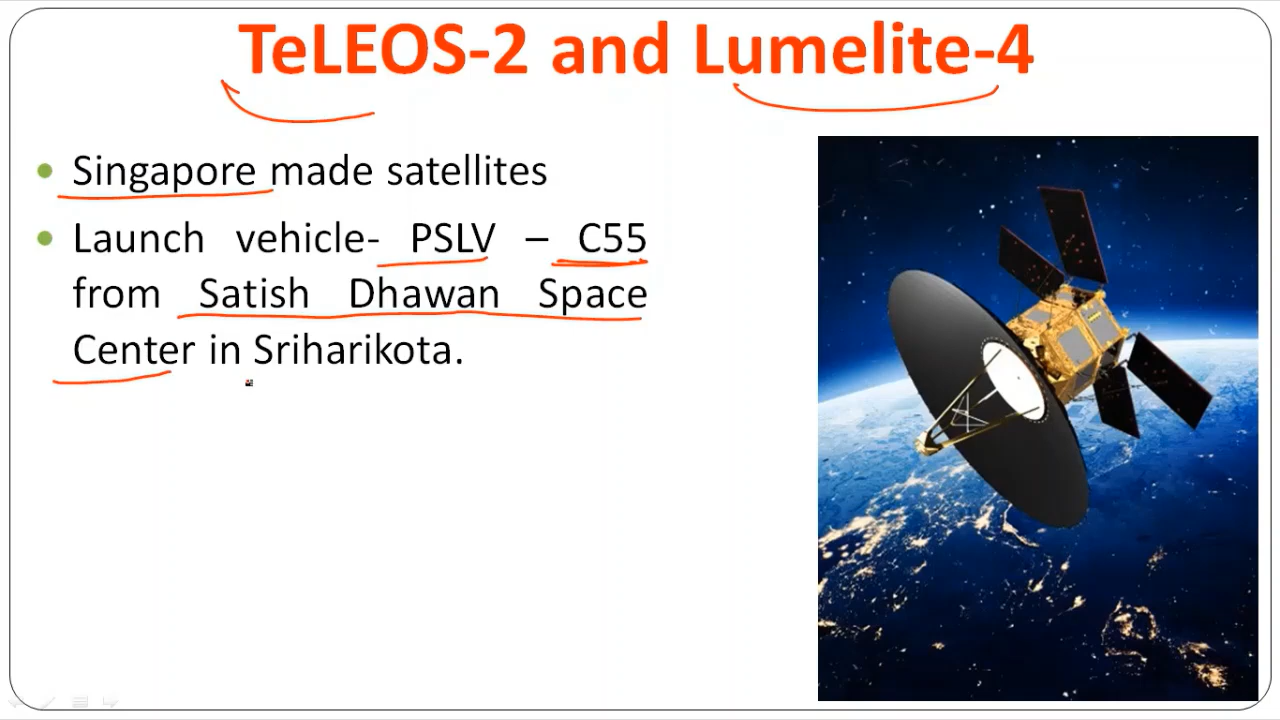 TeLEOS-2 and Lumelite-4
Singapore made satellites
Launch vehicle- PSLV – C55
from Satish Dhawan Space
Center in Sriharikota.